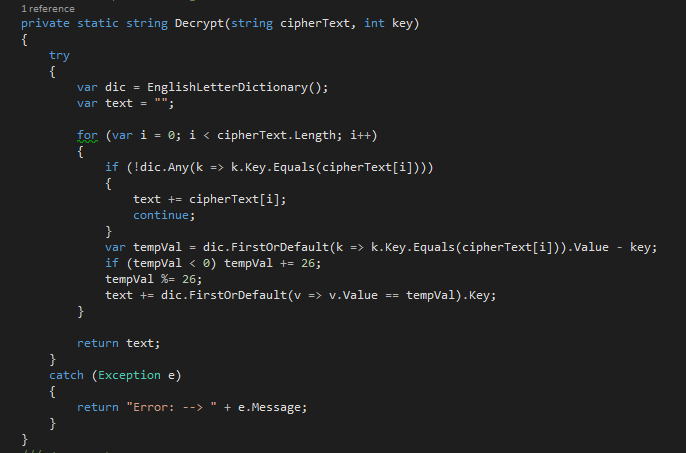 1 reference
private static string Decrypt(string cipherText, int key)
{
try
{
var dic = EnglishLetterDictionary();
var text = "";
for (var i = 0; i < cipherText.Length; i++)
{
if (!dic.Any(k => k.Key.Equals(cipherText[i])))
{
text += cipherText[i];
continue;
}
var tempVal = dic.FirstOrDefault(k => k.Key.Equals(cipherText[i])).Value - key;
if (tempVal < 0) tempVal += 26;
tempVal %= 26;
text += dic.FirstOrDefault(v => v.Value == tempVal).Key;
}
return text;
}
catch (Exception e)
{
return "Error: --> " + e.Message;
}
}